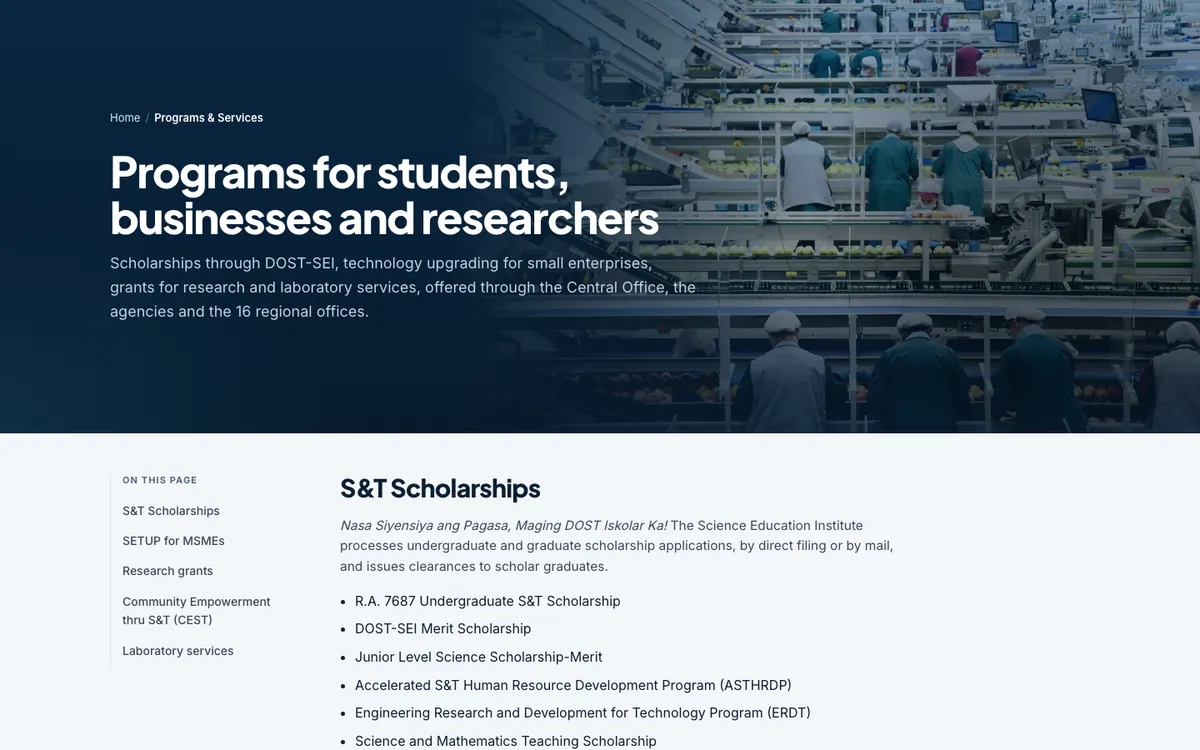 Home / Programs & Services
Programs for students,
businesses and researchers
Scholarships through DOST-SEI, technology upgrading for small enterprises,
grants for research and laboratory services, offered through the Central Office, the
agencies and the 16 regional offices.
ON THIS PAGE
S&T Scholarships
SETUP for MSMEs
Research grants
Community Empowerment
thru S&T (CEST)
Laboratory services
S&T Scholarships
Nasa Siyensiya ang Pagasa, Maging DOST Iskolar Ka! The Science Education Institute
processes undergraduate and graduate scholarship applications, by direct filing or by mail,
and issues clearances to scholar graduates.
• R.A. 7687 Undergraduate S&T Scholarship
• DOST-SEI Merit Scholarship
• Junior Level Science Scholarship-Merit
• Accelerated S&T Human Resource Development Program (ASTHRDP)
• Engineering Research and Development for Technology Program (ERDT)
• Science and Mathematics Teaching Scholarship